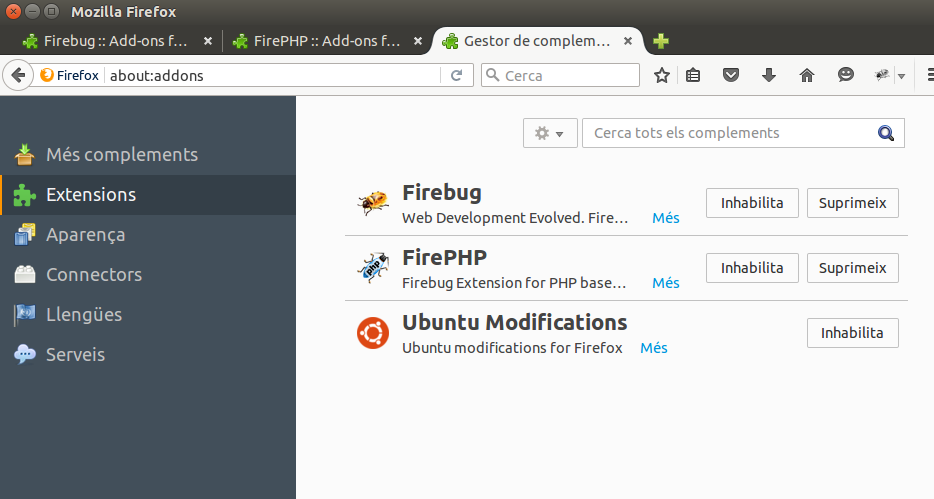 Mozilla Firefox
Firebug :: Add-ons f...
FirePHP :: Add-ons f...
Gestor de complem...
Firefox
about:addons
Cerca
Més complements
Extensions
Aparença
Connectors
Llengües
Serveis
Cerca tots els complements
Firebug
Web Development Evolved. Fire... Més
Inhabilita
Suprimeix
FirePHP
Firebug Extension for PHP base... Més
Inhabilita
Suprimeix
Ubuntu Modifications
Ubuntu modifications for Firefox Més
Inhabilita